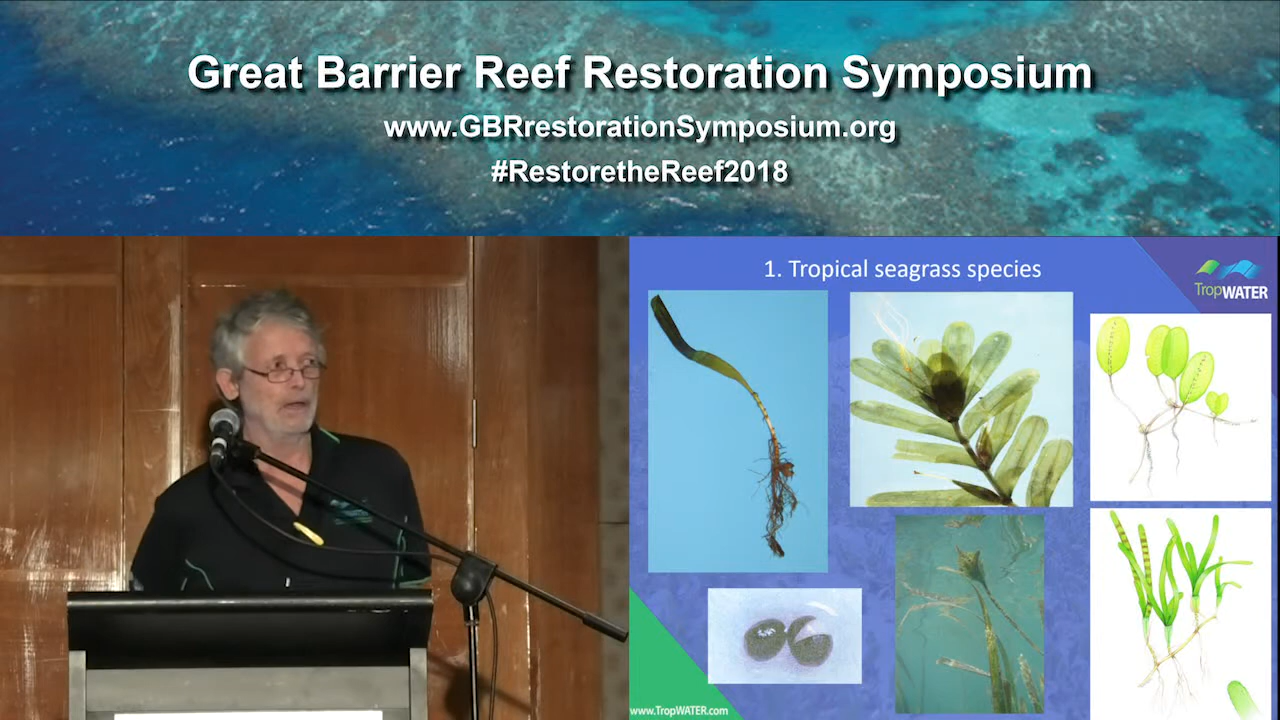 Great Barrier Reef Restoration Symposium
www.GBRrestorationSymposium.org
#RestoretheReef2018
1. Tropical seagrass species
TropWATER
www.TropWATER.com